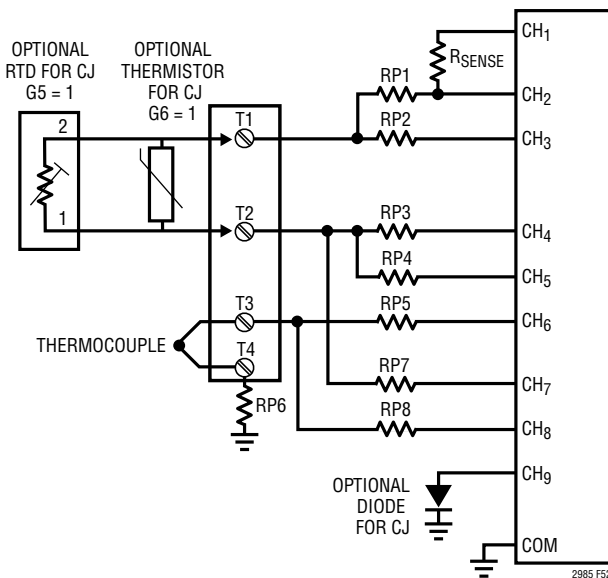 OPTIONAL
RTD FOR CJ
G5 = 1
2
1
OPTIONAL
THERMISTOR
FOR CJ
G6 = 1
T1
T2
T3
T4
THERMOCOUPLE
RP6
RP1
RSENSE
RP2
RP3
RP4
RP5
RP7
RP8
OPTIONAL
DIODE
FOR CJ
CH1
CH2
CH3
CH4
CH5
CH6
CH7
CH8
CH9
COM
2985 F52